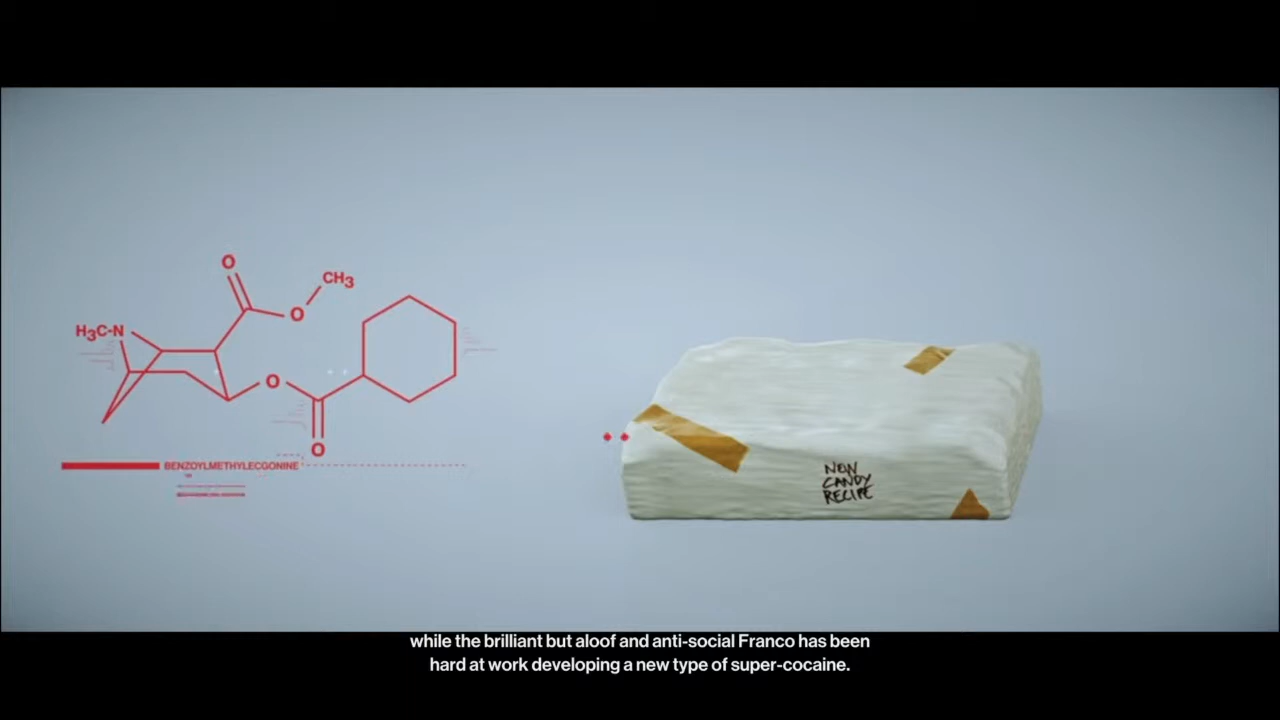 O
CH3
O
H3C-N
O
O
BENZOYLMETHYLECGONINE
NEW
CANDY
RECIPE
while the brilliant but aloof and anti-social Franco has been
hard at work developing a new type of super-cocaine.